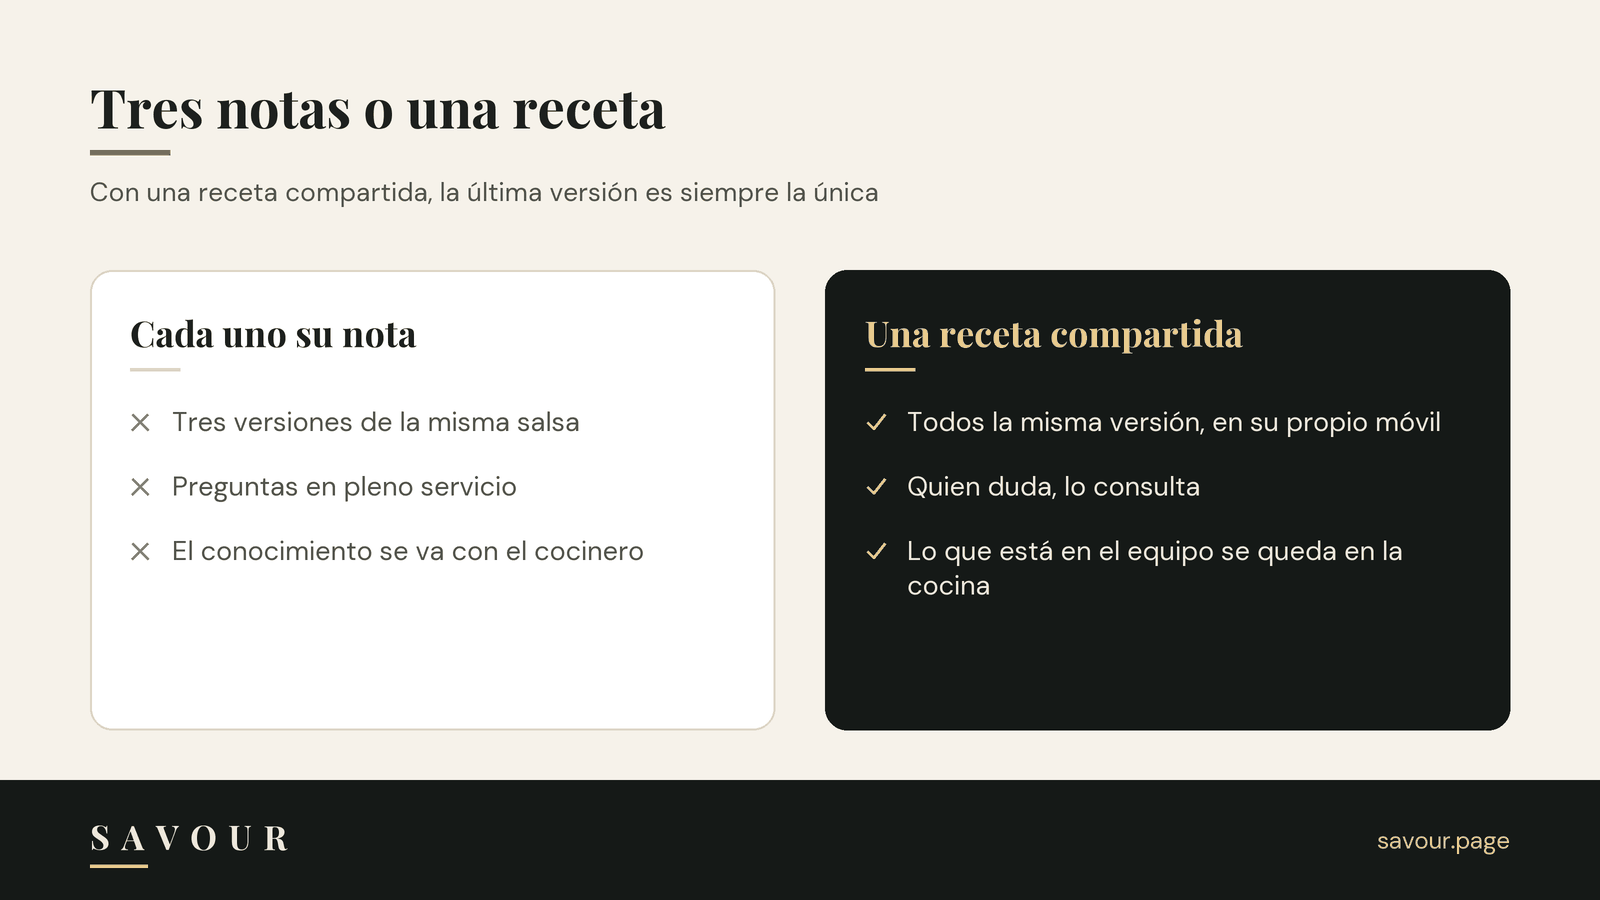 Tres notas o una receta
Con una receta compartida, la última versión es siempre la única
Cada uno su nota
Tres versiones de la misma salsa
Preguntas en pleno servicio
El conocimiento se va con el cocinero
Una receta compartida
Todos la misma versión, en su propio móvil
Quien duda, lo consulta
Lo que está en el equipo se queda en la
cocina
SAVOUR
savour.page